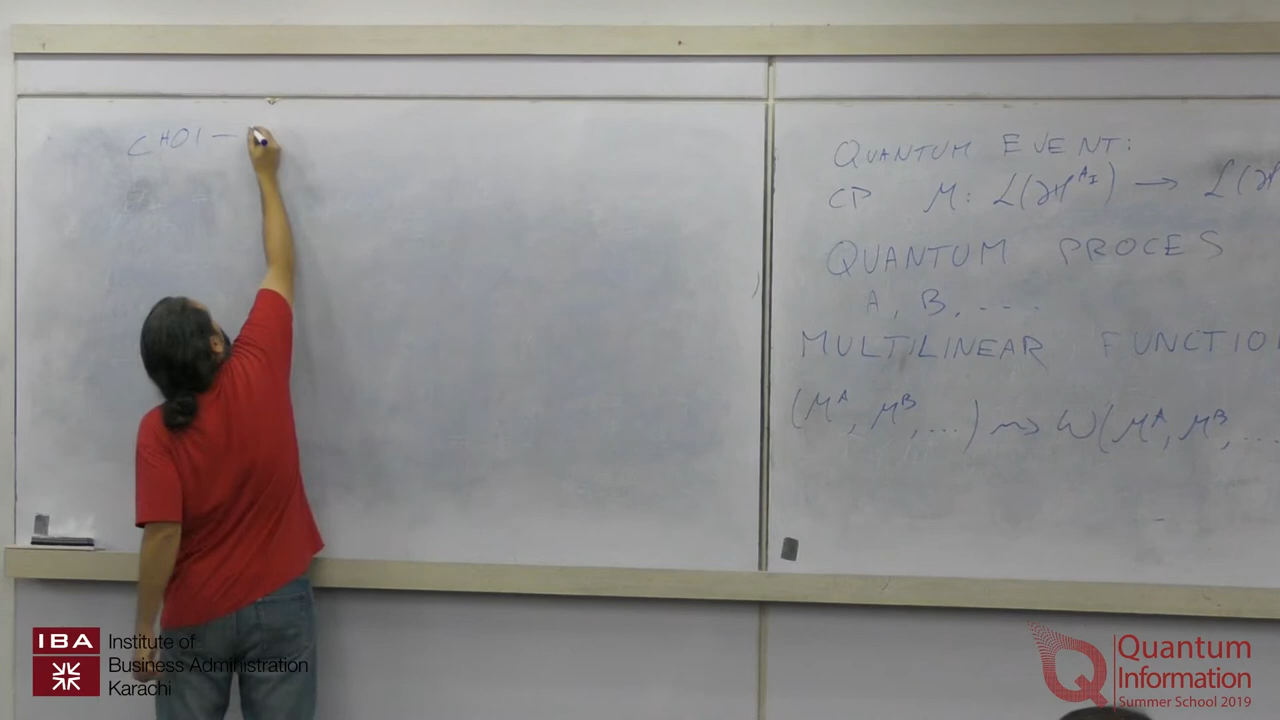 CHOI —
QUANTUM EVENT:
CP M: L(H^{A_I}) → L(H
QUANTUM PROCES
A, B, ....
MULTILINEAR FUNCTIO
(M^A, M^B, ...) ⇝ W(M^A, M^B, ...
IBA
Institute of
Business Administration
Karachi
Quantum
Information
Summer School 2019